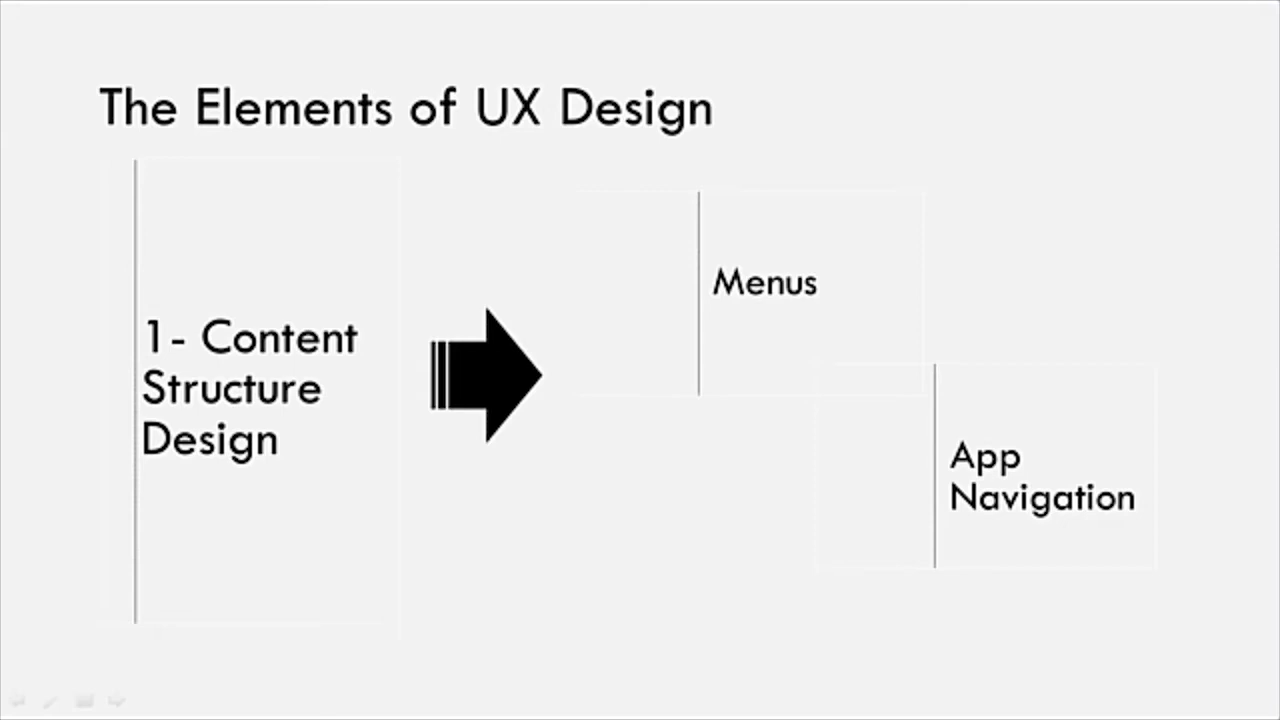 The Elements of UX Design
1- Content
Structure
Design
Menus
App
Navigation